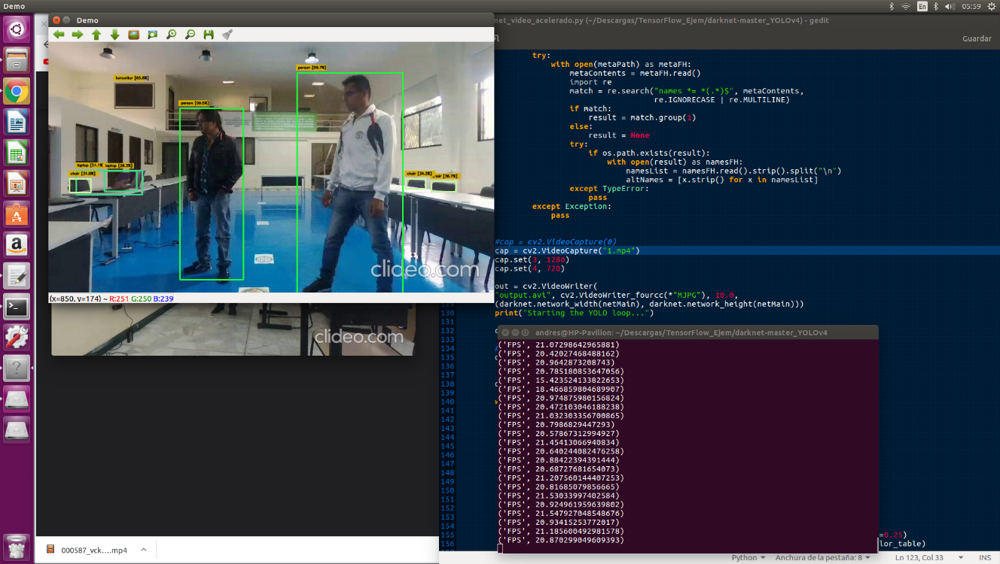 Demo
En
05:59
Demo
net_video_acelerado.py (~/Descargas/TensorFlow_Ejem/darknet-master_YOLOv4) - gedit
Guardar
try:
with open(metaPath) as metaFH:
metaContents = metaFH.read()
import re
match = re.search("names *= *(.*)$", metaContents,
re.IGNORECASE | re.MULTILINE)
if match:
result = match.group(1)
else:
result = None
try:
if os.path.exists(result):
with open(result) as namesFH:
namesList = namesFH.read().strip().split("\n")
altNames = [x.strip() for x in namesList]
except TypeError:
pass
except Exception:
pass
#cap = cv2.VideoCapture(0)
cap = cv2.VideoCapture("1.mp4")
cap.set(3, 1280)
cap.set(4, 720)
out = cv2.VideoWriter(
"output.avi", cv2.VideoWriter_fourcc(*"MJPG"), 10.0,
(darknet.network_width(netMain), darknet.network_height(netMain)))
print("Starting the YOLO loop...")
person [99.7%]
tvmonitor [65.6%]
person [99.5%]
laptop [51.1%]
laptop [28.3%]
chair [31.8%]
chair [34.3%]
chair [36.7%]
clideo.com
(x=850, y=174) ~ R:251 G:250 B:239
clideo.com
129
130
131
132
133
134
135
136
137
138
139
140
141
142
143
144
145
146
147
148
149
150
151
152
153
154
155
156
=0.25)
lor_table)
andres@HP-Pavilion: ~/Descargas/TensorFlow_Ejem/darknet-master_YOLOv4
('FPS', 21.07298642965881)
('FPS', 20.42027468488162)
('FPS', 20.9642873208743)
('FPS', 20.785180853647056)
('FPS', 15.423524133822653)
('FPS', 18.466859804689907)
('FPS', 20.974875980156824)
('FPS', 20.472103046188238)
('FPS', 21.032303356700865)
('FPS', 20.7986829447293)
('FPS', 20.57867312994927)
('FPS', 21.45413066940834)
('FPS', 20.640244082476258)
('FPS', 20.88422394391444)
('FPS', 20.68727681654073)
('FPS', 21.207560144407253)
('FPS', 20.81685079856665)
('FPS', 21.53033997402584)
('FPS', 20.924961959639802)
('FPS', 21.547927048548676)
('FPS', 20.93415253772017)
('FPS', 21.185600492981578)
('FPS', 20.870299049609393)
000587_vck....mp4
Python
Anchura de la pestaña: 8
Ln 123, Col 33
INS